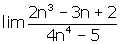 lim (2n³ − 3n + 2)/(4n⁴ − 5)